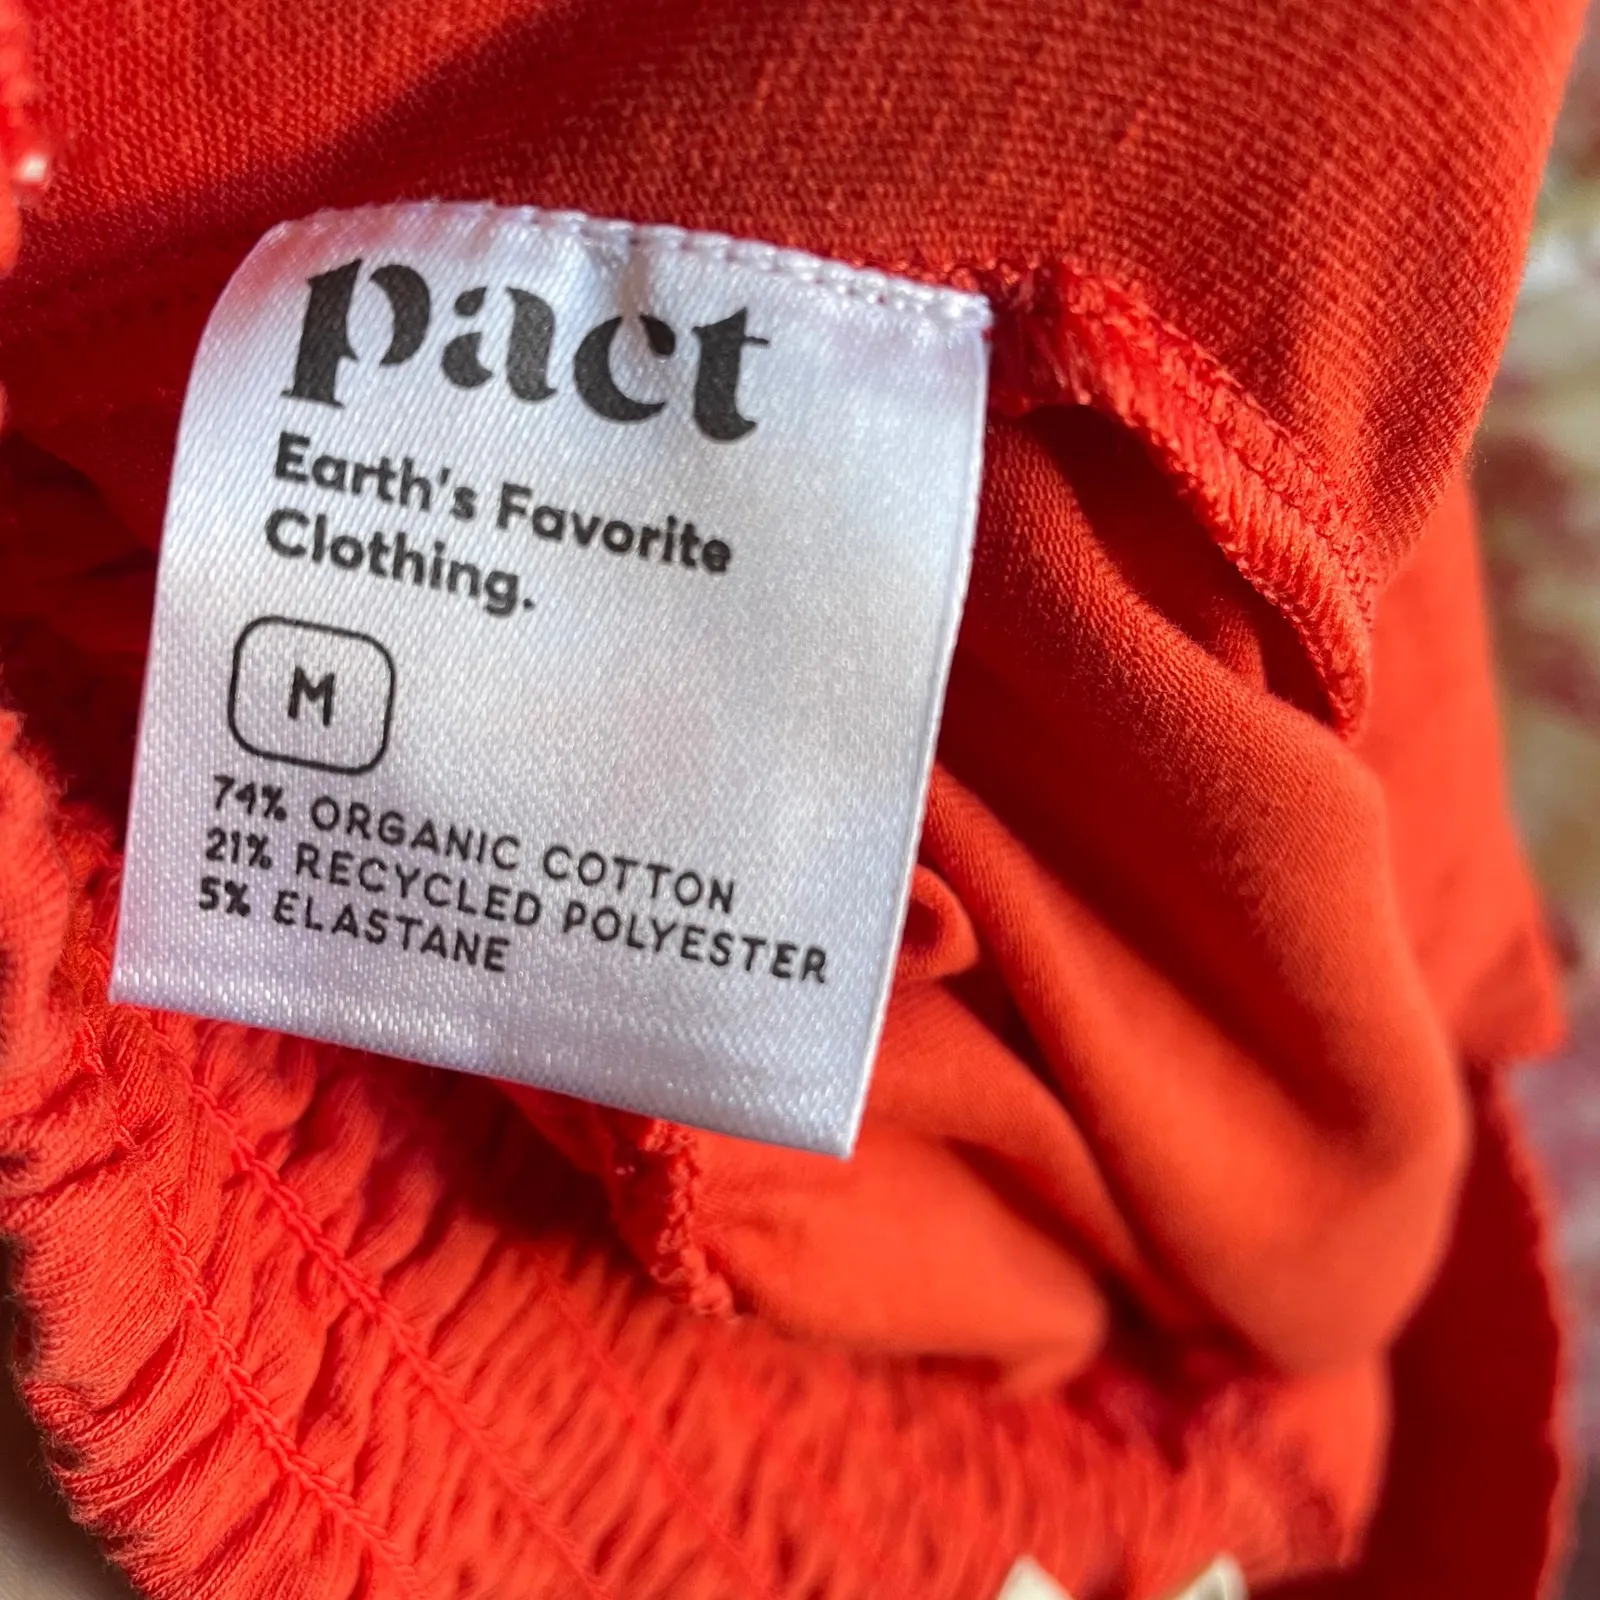 pact
Earth's Favorite
Clothing.
M
74% ORGANIC COTTON
21% RECYCLED POLYESTER
5% ELASTANE